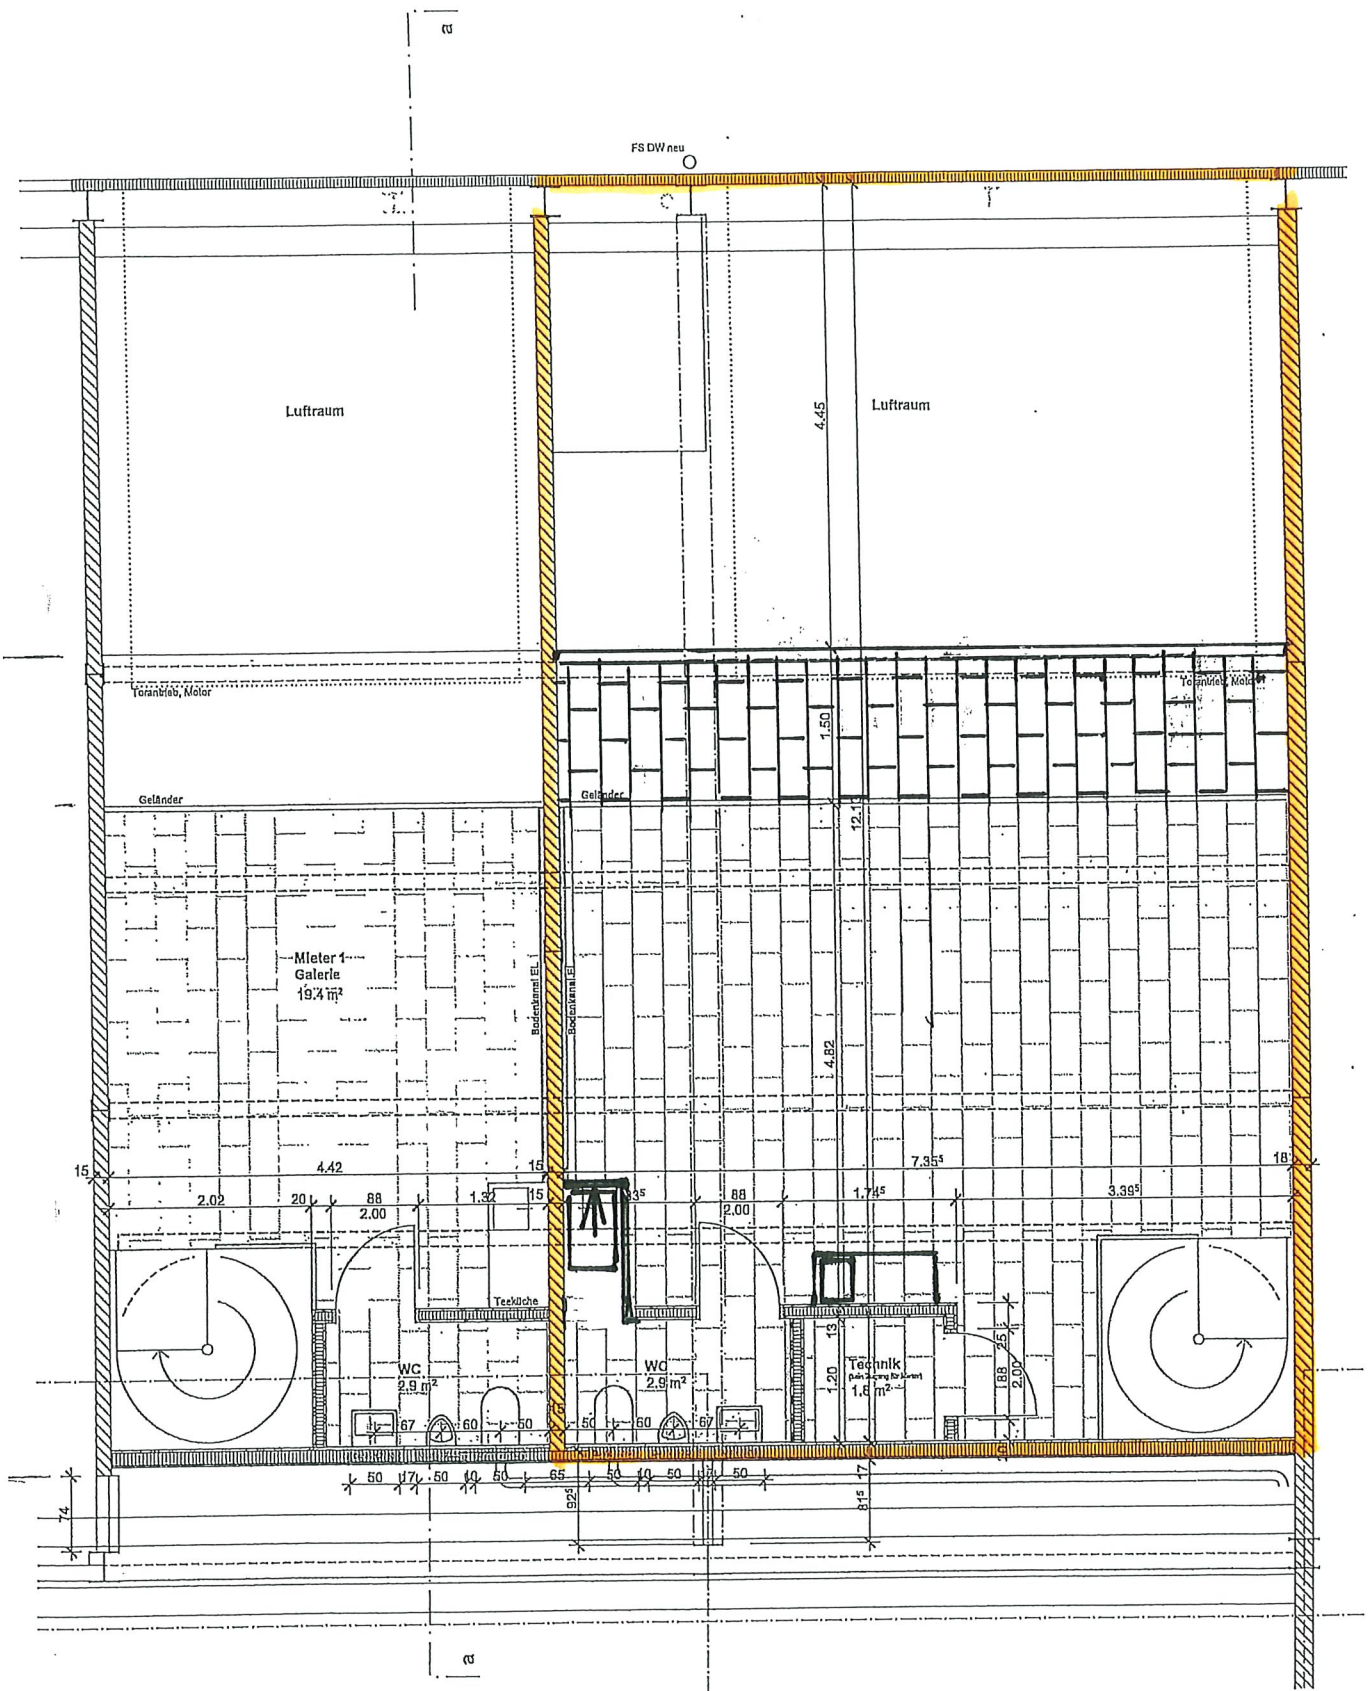 a
FS DW neu
Luftraum
4.45
Luftraum
Torantrieb, Motor
Torantrieb, Motor
1.50
Geländer
Geländer
Mieter 1
Galerie
19.4 m²
Bodenkanal EL
Bodenkanal EL
4.82
15
4.42
15
7.35⁵
18
2.02
20
88
2.00
1.32
15
88
2.00
1.74⁵
3.39⁵
Teeküche
WC
2.9 m²
WC
2.9 m²
13
1.20
Technik
1.8 m²
25
88
2.00
67
60
50
15
50
60
67
10
50
17
50
10
50
65
50
10
50
50
17
74
92⁵
81⁵
a